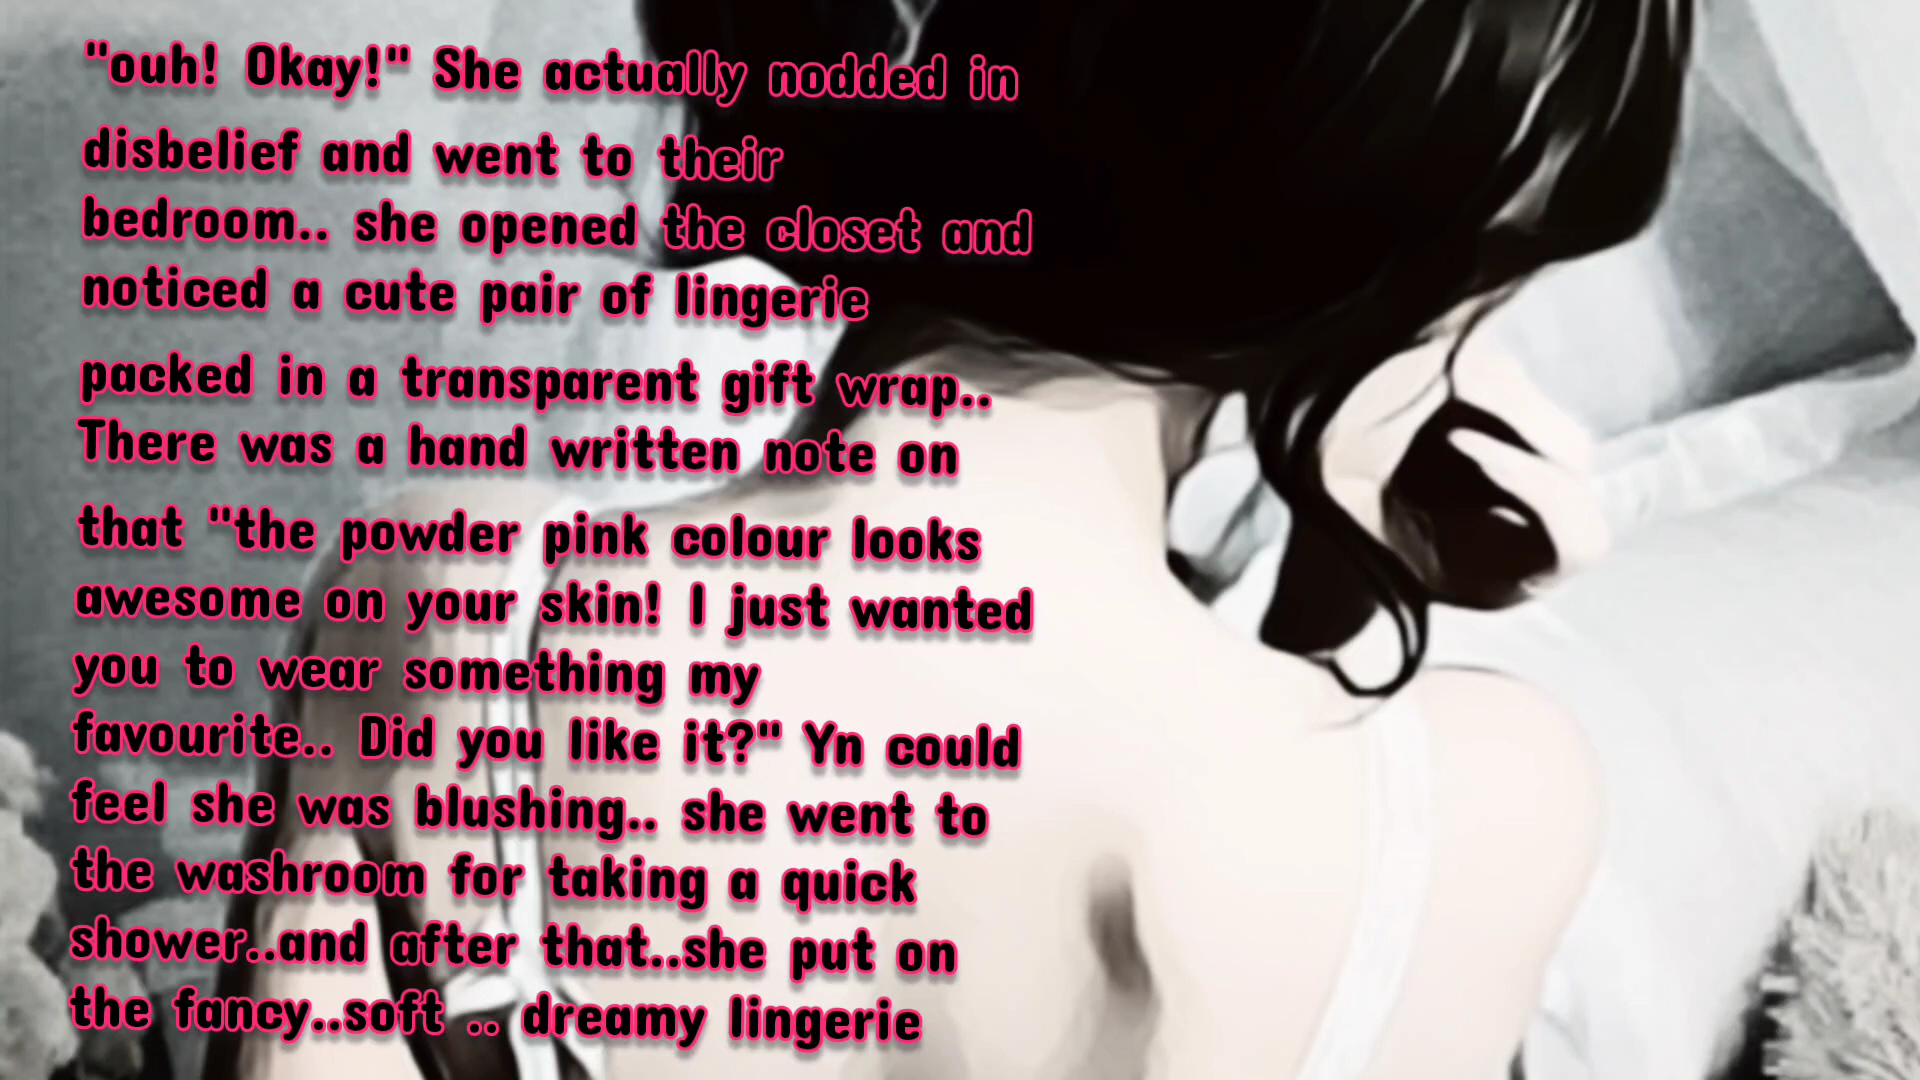 "ouh! Okay!" She actually nodded in
disbelief and went to their
bedroom.. she opened the closet and
noticed a cute pair of lingerie
packed in a transparent gift wrap..
There was a hand written note on
that "the powder pink colour looks
awesome on your skin! I just wanted
you to wear something my
favourite.. Did you like it?" Yn could
feel she was blushing.. she went to
the washroom for taking a quick
shower..and after that..she put on
the fancy..soft .. dreamy lingerie